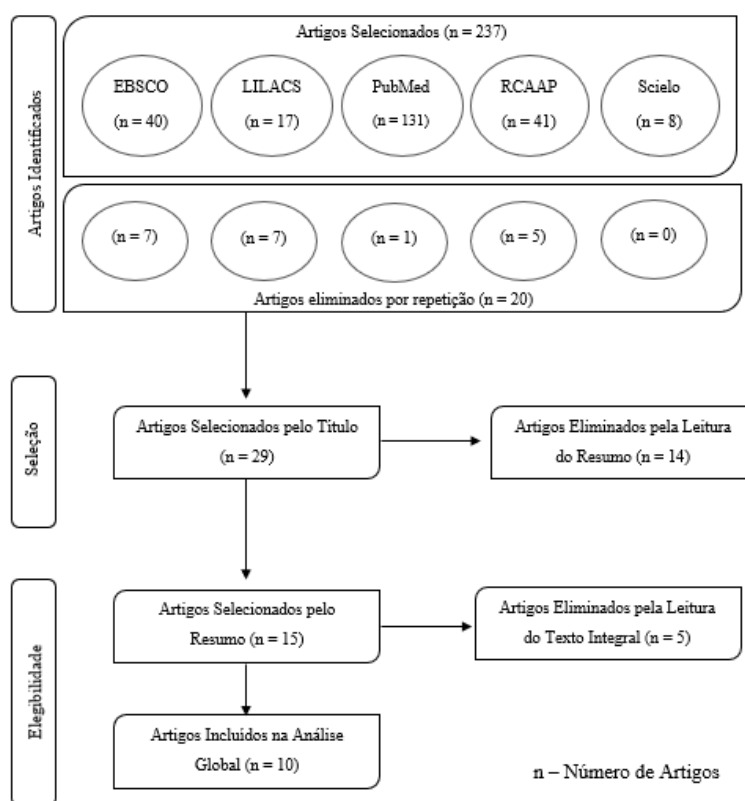 Artigos Identificados
Artigos Selecionados (n = 237)
EBSCO
(n = 40)
LILACS
(n = 17)
PubMed
(n = 131)
RCAAP
(n = 41)
Scielo
(n = 8)
(n = 7)
(n = 7)
(n = 1)
(n = 5)
(n = 0)
Artigos eliminados por repetição (n = 20)
Seleção
Artigos Selecionados pelo Título
(n = 29)
Artigos Eliminados pela Leitura
do Resumo (n = 14)
Elegibilidade
Artigos Selecionados pelo
Resumo (n = 15)
Artigos Eliminados pela Leitura
do Texto Integral (n = 5)
Artigos Incluídos na Análise
Global (n = 10)
n – Número de Artigos